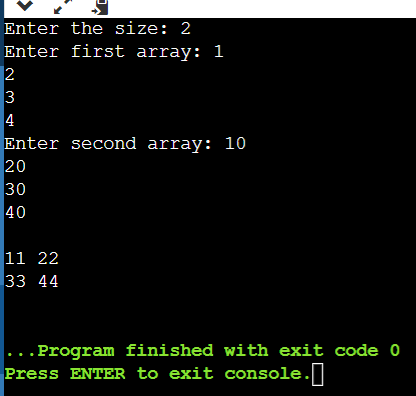 Enter the size: 2
Enter first array: 1
2
3
4
Enter second array: 10
20
30
40
11 22
33 44
...Program finished with exit code 0
Press ENTER to exit console.